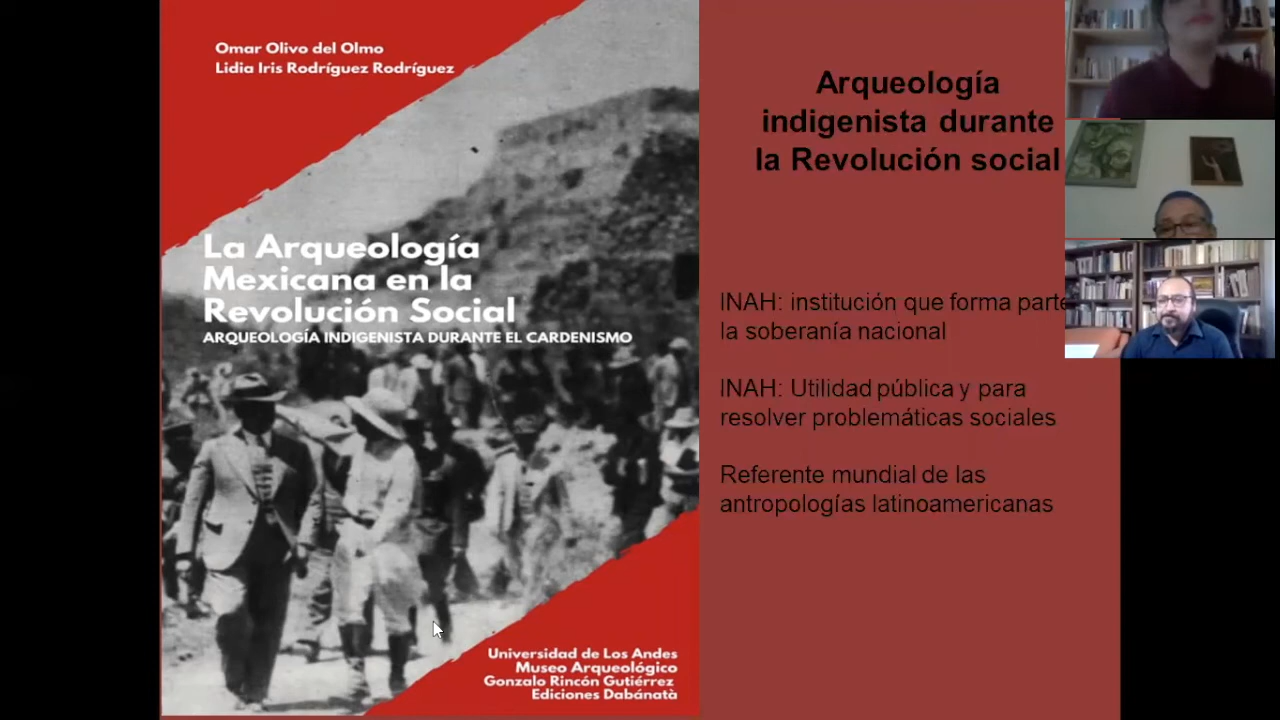 Omar Olivo del Olmo
Lidia Iris Rodríguez Rodríguez
La Arqueología
Mexicana en la
Revolución Social
ARQUEOLOGÍA INDIGENISTA DURANTE EL CARDENISMO
Universidad de Los Andes
Museo Arqueológico
Gonzalo Rincón Gutiérrez
Ediciones Dabánatà
Arqueología
indigenista durante
la Revolución social
INAH: institución que forma parte
la soberanía nacional
INAH: Utilidad pública y para
resolver problemáticas sociales
Referente mundial de las
antropologías latinoamericanas